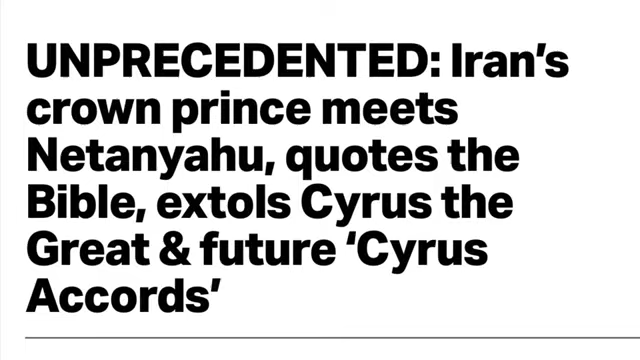 UNPRECEDENTED: Iran’s
crown prince meets
Netanyahu, quotes the
Bible, extols Cyrus the
Great & future ‘Cyrus
Accords’